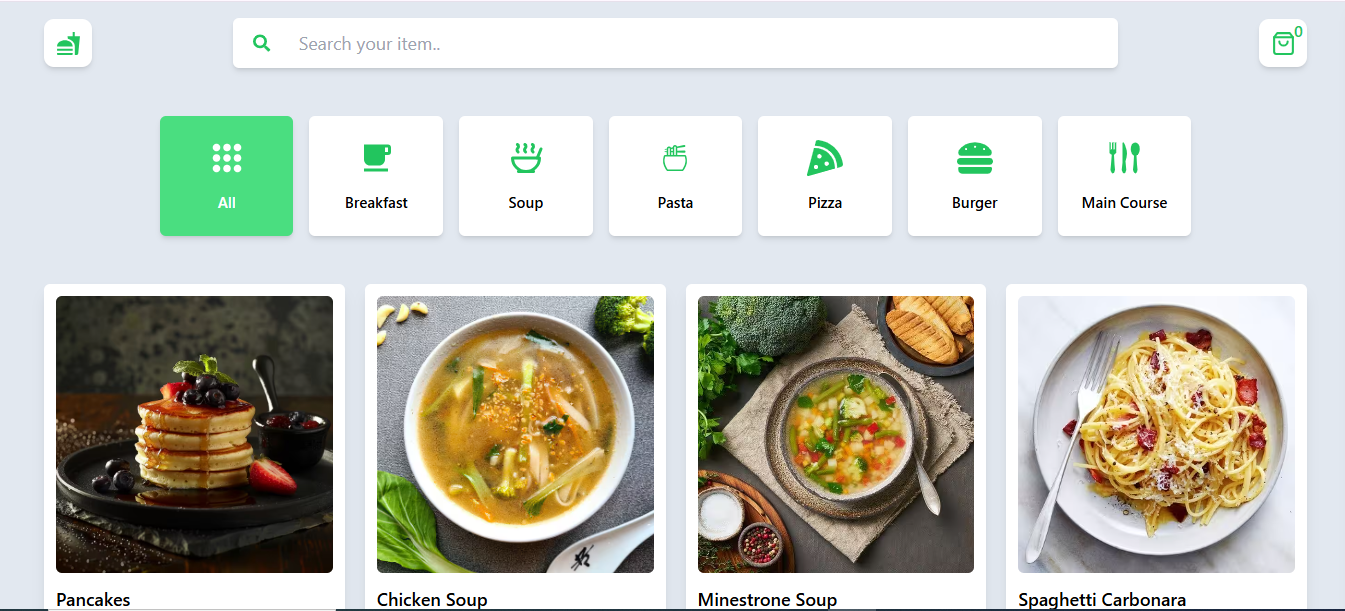 Search your item..
0
All
Breakfast
Soup
Pasta
Pizza
Burger
Main Course
Pancakes
Chicken Soup
Minestrone Soup
Spaghetti Carbonara